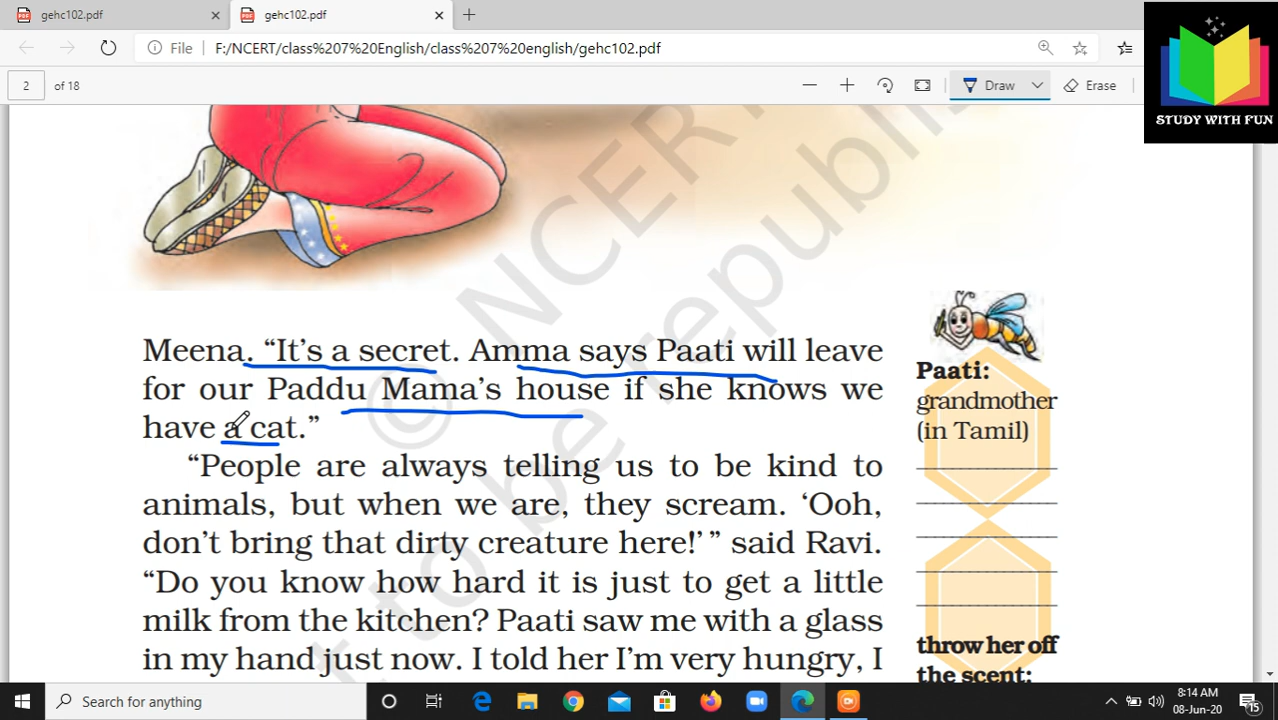 gehc102.pdf
gehc102.pdf
File
F:/NCERT/class%207%20English/class%207%20english/gehc102.pdf
2 of 18
Draw
Erase
STUDY WITH FUN
© NCERT
not to be republished
Meena. “It’s a secret. Amma says Paati will leave
for our Paddu Mama’s house if she knows we
have a cat.”
“People are always telling us to be kind to
animals, but when we are, they scream. ‘Ooh,
don’t bring that dirty creature here!’ ” said Ravi.
“Do you know how hard it is just to get a little
milk from the kitchen? Paati saw me with a glass
in my hand just now. I told her I’m very hungry, I
Paati:
grandmother
(in Tamil)
throw her off
the scent:
Search for anything
8:14 AM
08-Jun-20
15